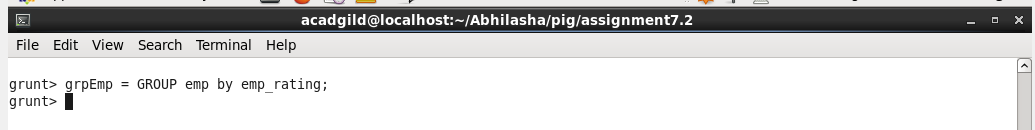 acadgild@localhost:~/Abhilasha/pig/assignment7.2
File Edit View Search Terminal Help
grunt> grpEmp = GROUP emp by emp_rating;
grunt>